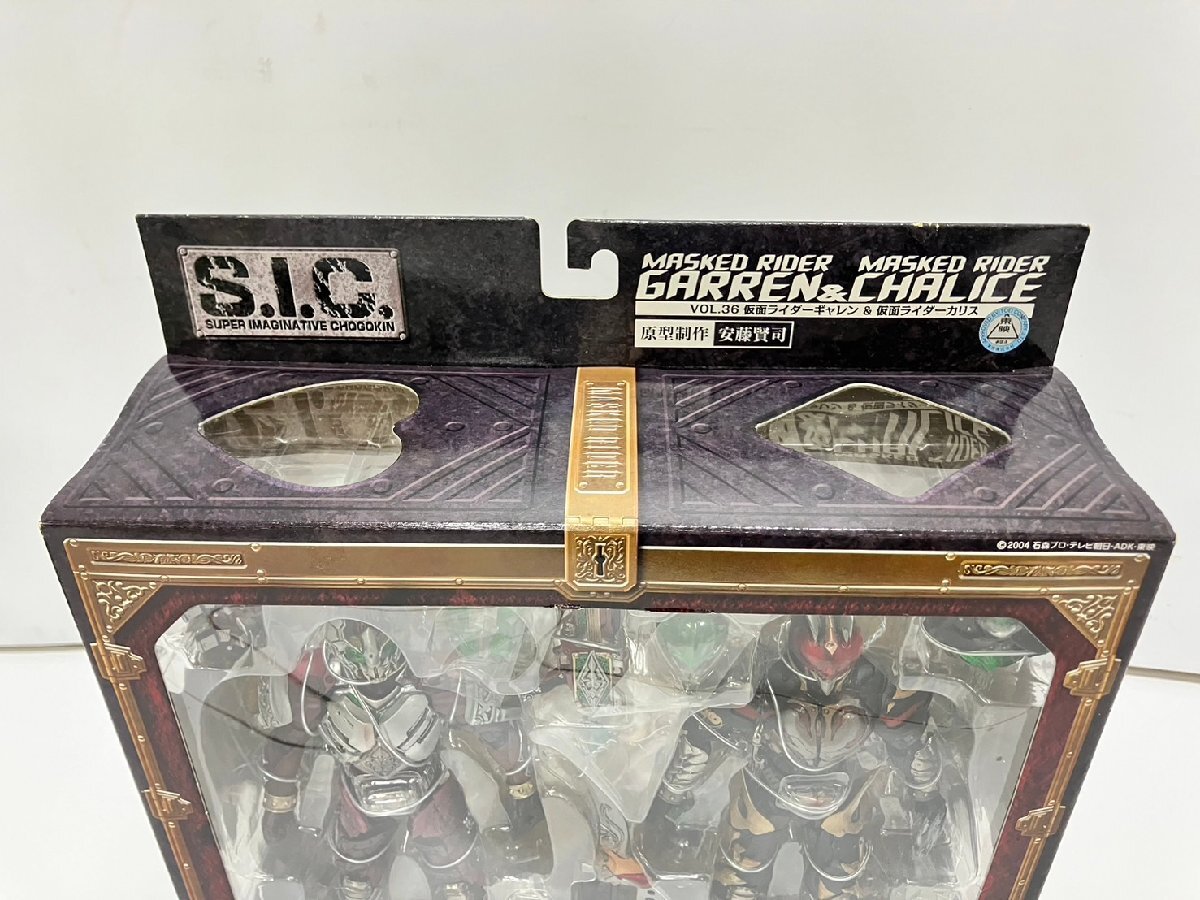 S.I.C.
SUPER IMAGINATIVE CHOGOKIN
MASKED RIDER MASKED RIDER
GARREN&CHALICE
VOL.36 仮面ライダーギャレン & 仮面ライダーカリス
原型制作 安藤賢司
MASKED RIDER
©2004 石森プロ・テレビ朝日・ADK・東映